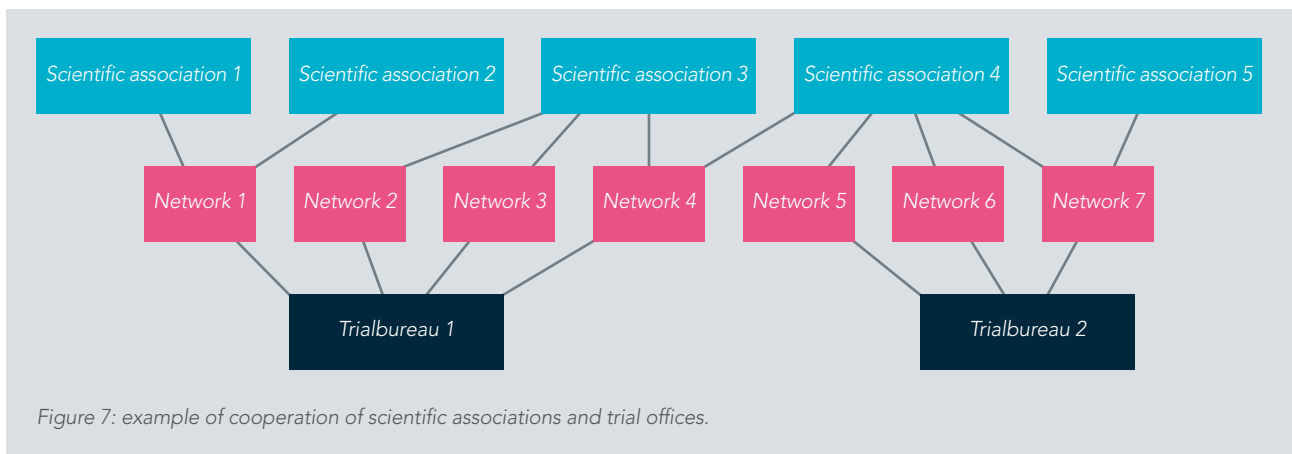 Scientific association 1
Scientific association 2
Scientific association 3
Scientific association 4
Scientific association 5
Network 1
Network 2
Network 3
Network 4
Network 5
Network 6
Network 7
Trialbureau 1
Trialbureau 2
Figure 7: example of cooperation of scientific associations and trial offices.